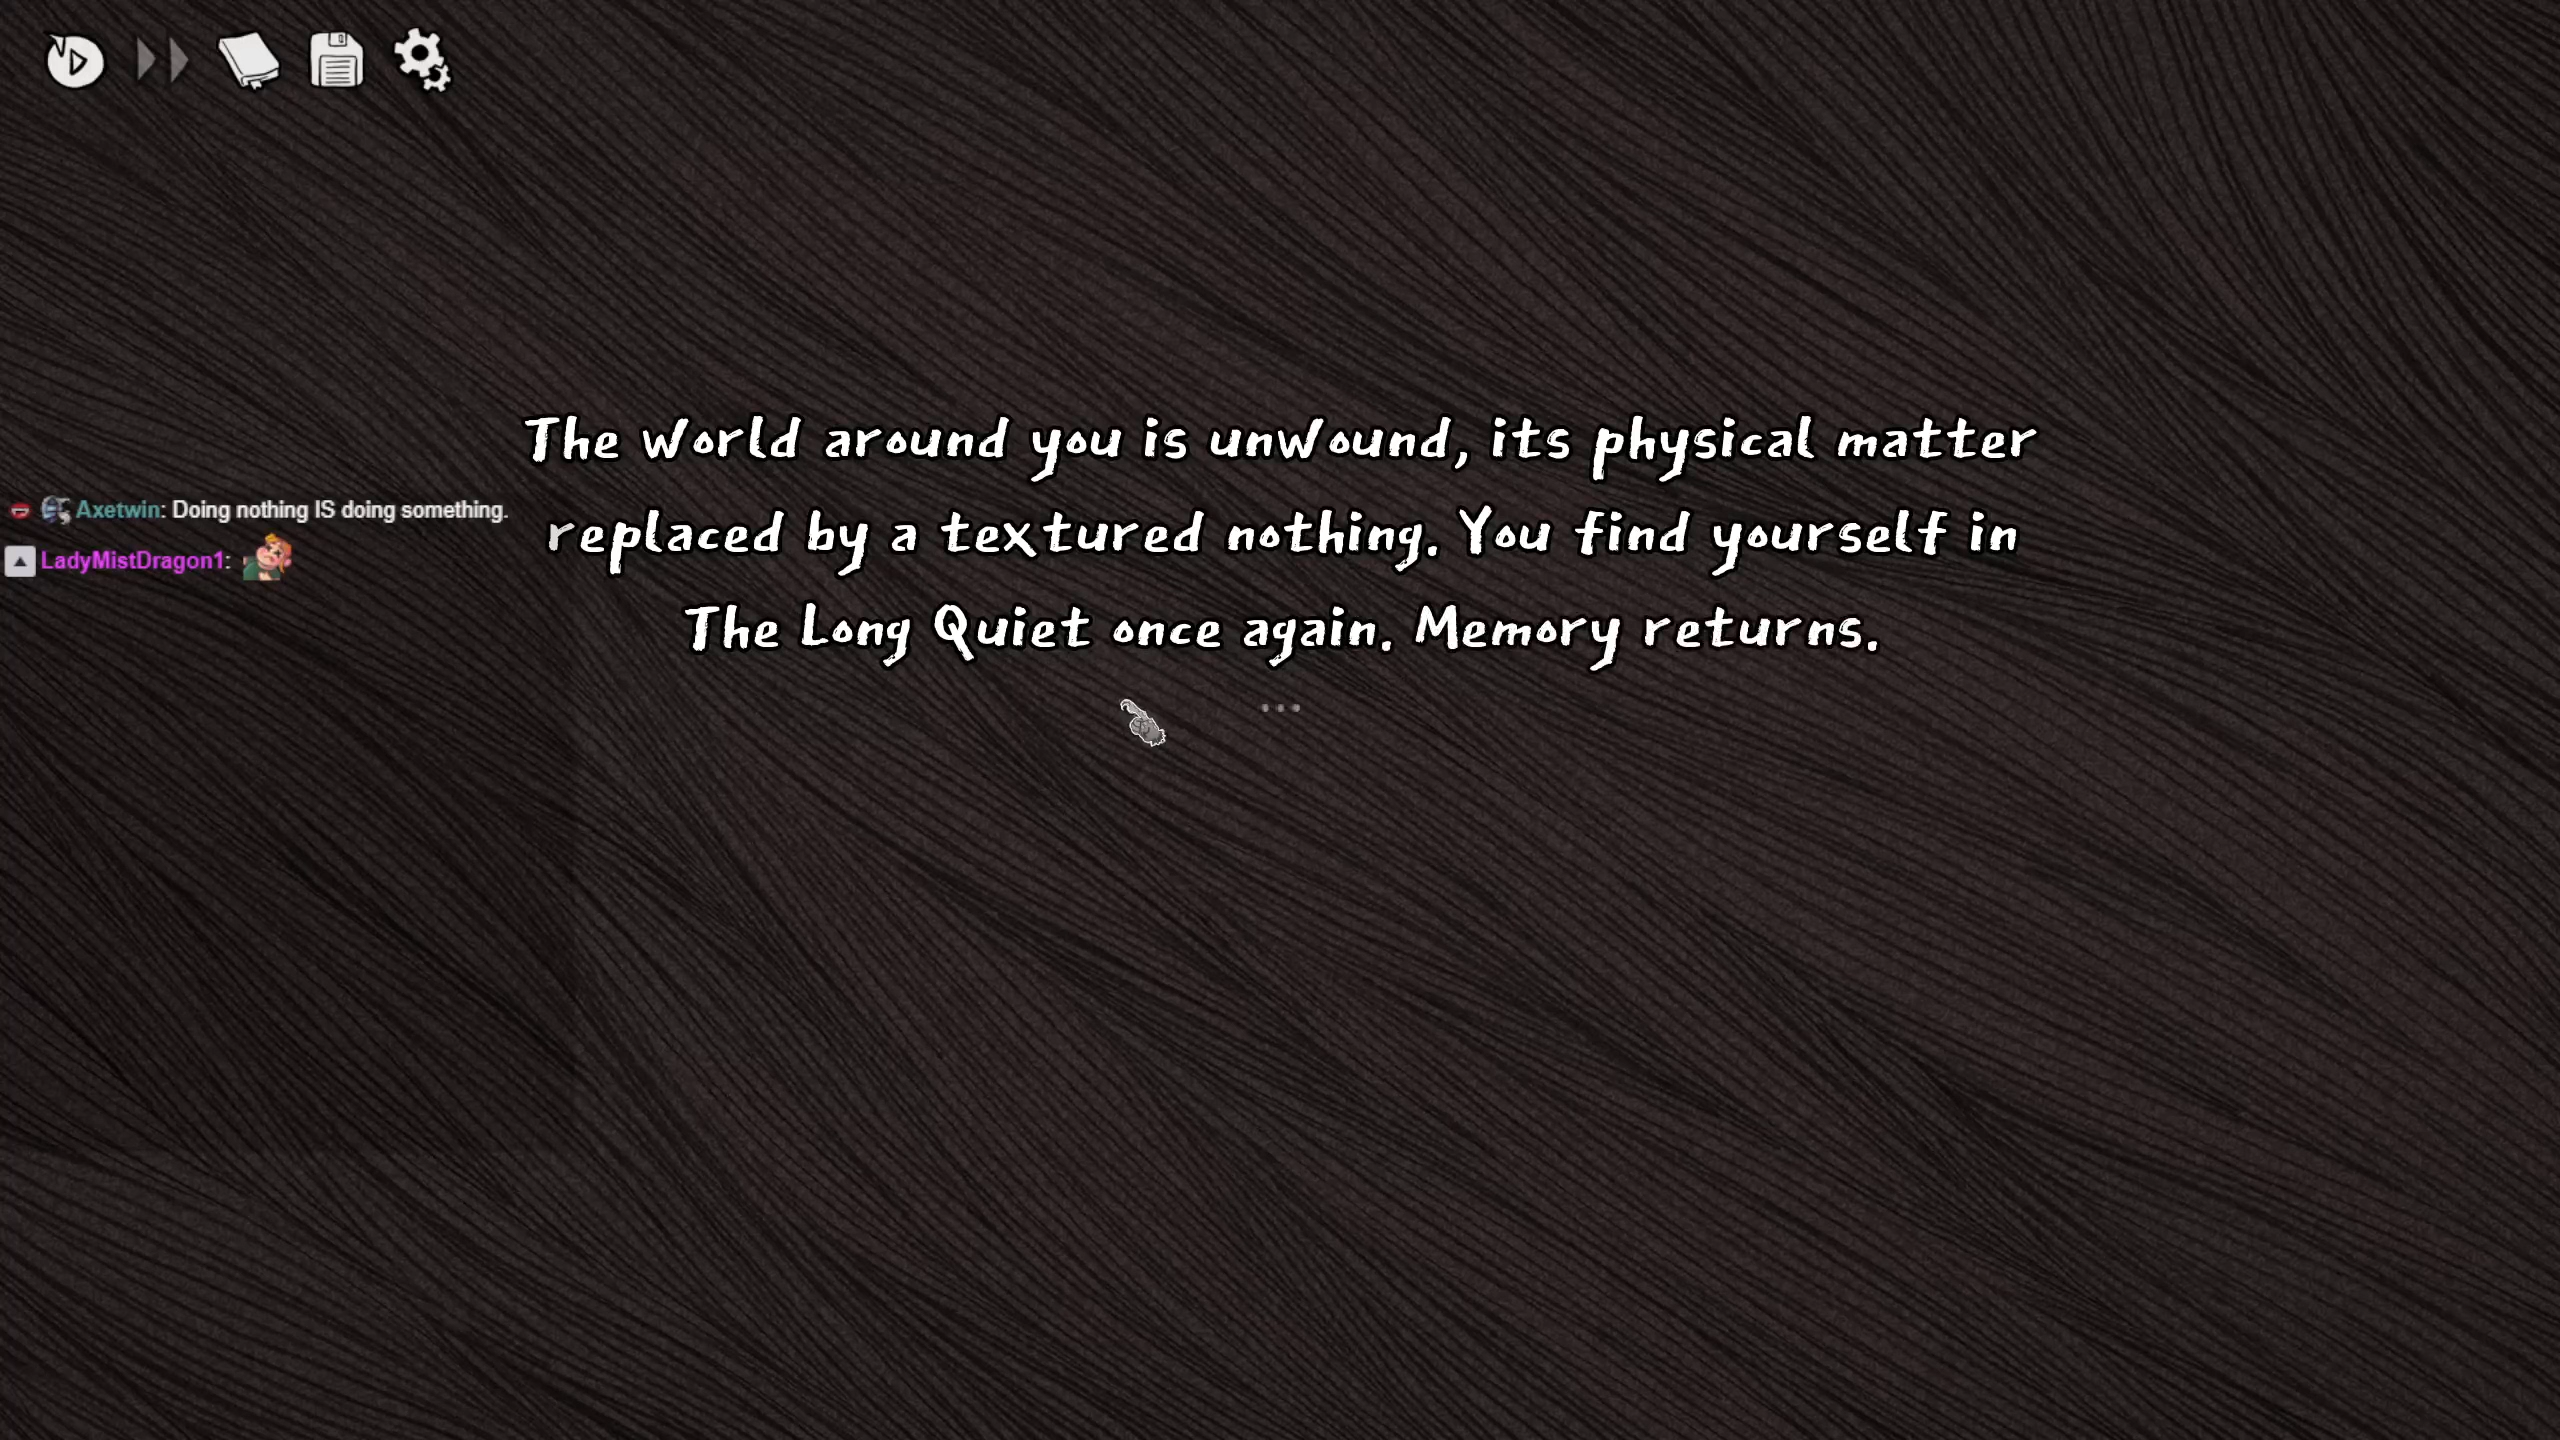 The world around you is unwound, its physical matter
replaced by a textured nothing. You find yourself in
The Long Quiet once again. Memory returns.
...
Axetwin: Doing nothing IS doing something.
LadyMistDragon1: